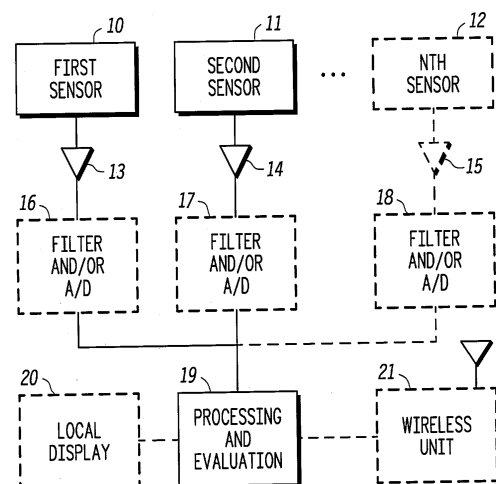 10
FIRST
SENSOR
11
SECOND
SENSOR
...
12
NTH
SENSOR
13
14
15
16
FILTER
AND/OR
A/D
17
FILTER
AND/OR
A/D
18
FILTER
AND/OR
A/D
20
LOCAL
DISPLAY
19
PROCESSING
AND
EVALUATION
21
WIRELESS
UNIT